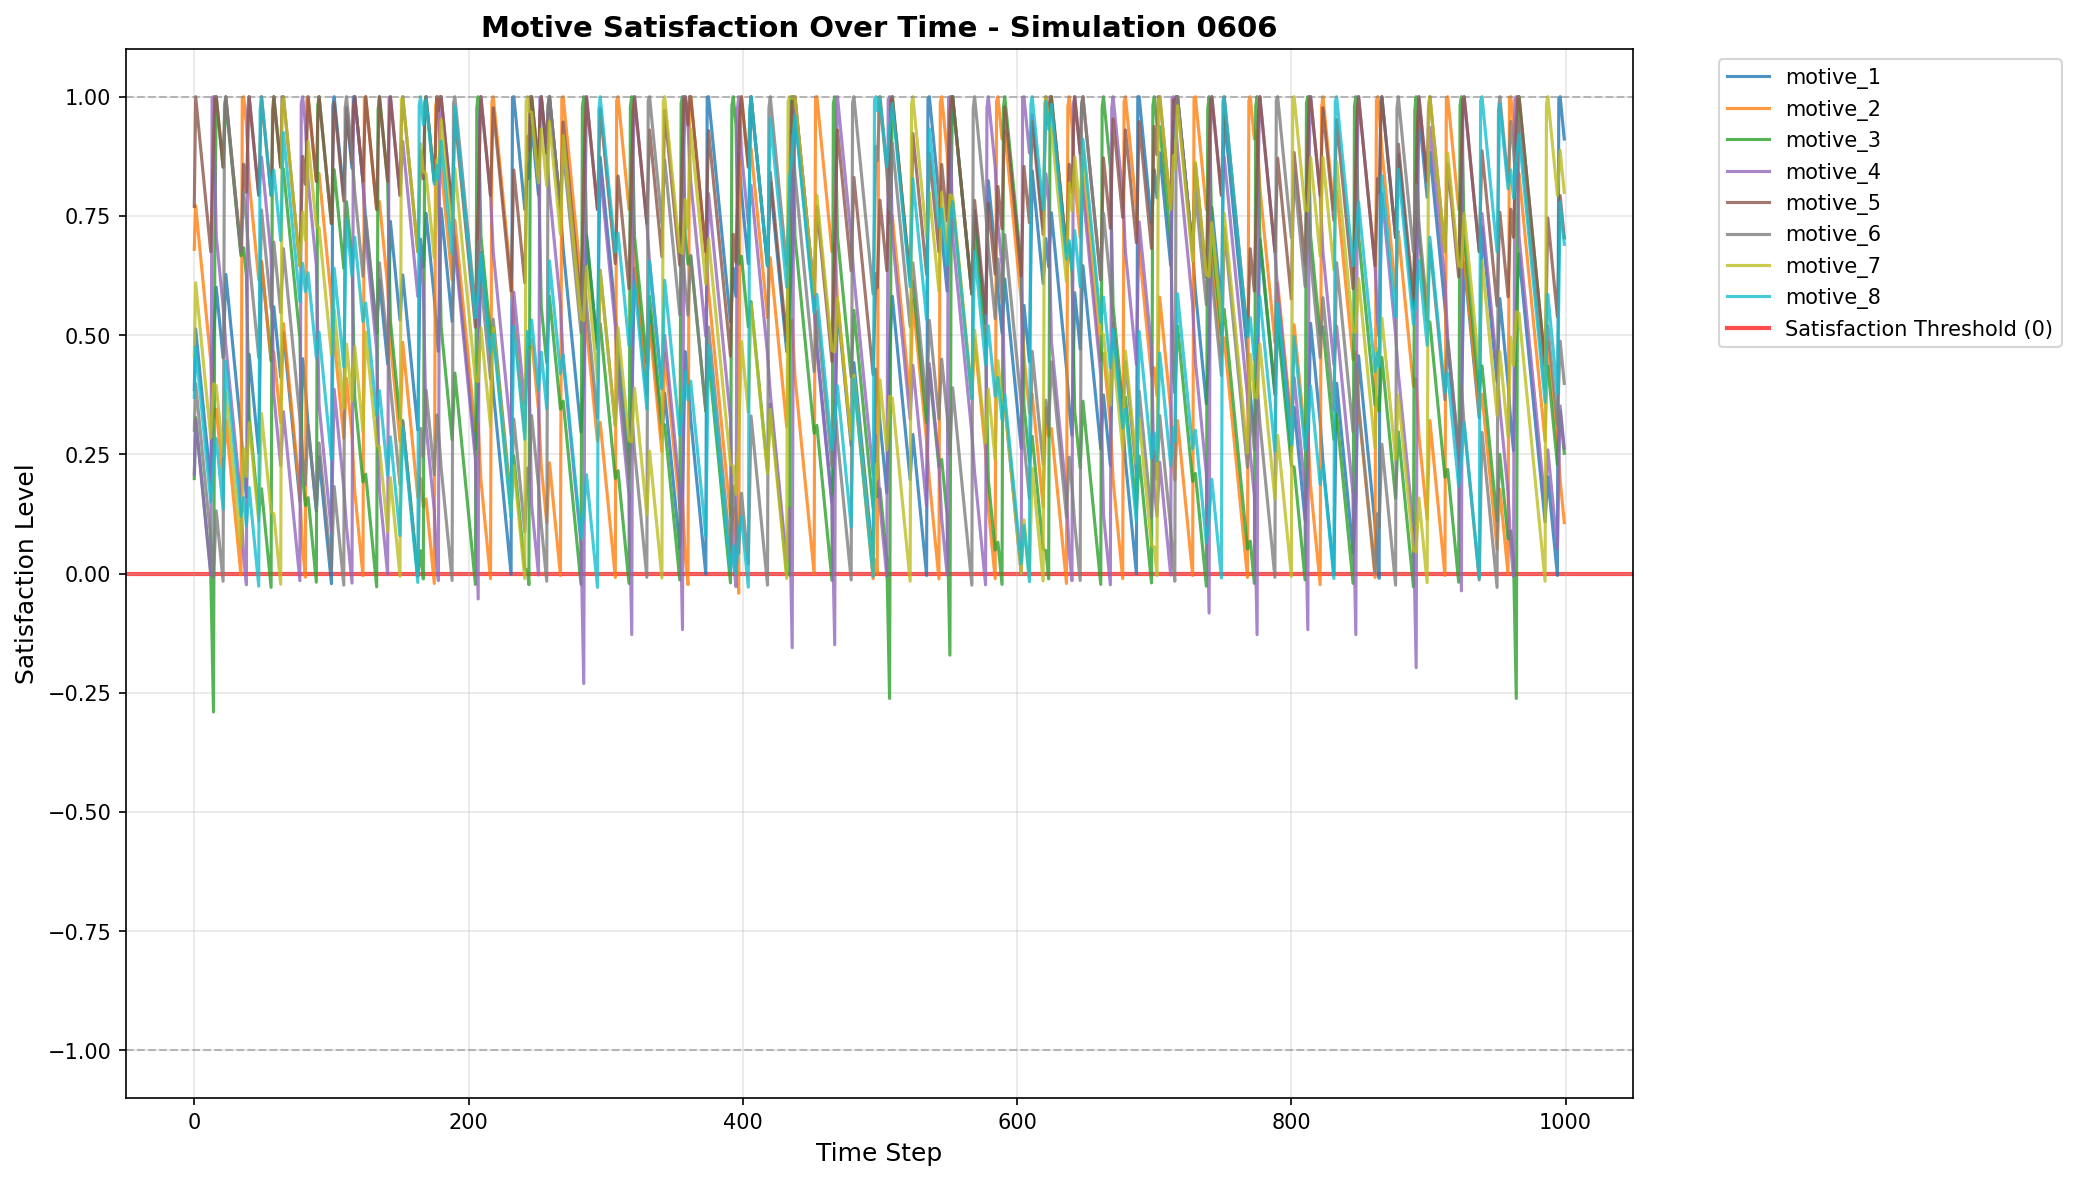 Motive Satisfaction Over Time - Simulation 0606
1.00
0.75
0.50
0.25
0.00
−0.25
−0.50
−0.75
−1.00
Satisfaction Level
0
200
400
600
800
1000
Time Step
motive_1
motive_2
motive_3
motive_4
motive_5
motive_6
motive_7
motive_8
Satisfaction Threshold (0)